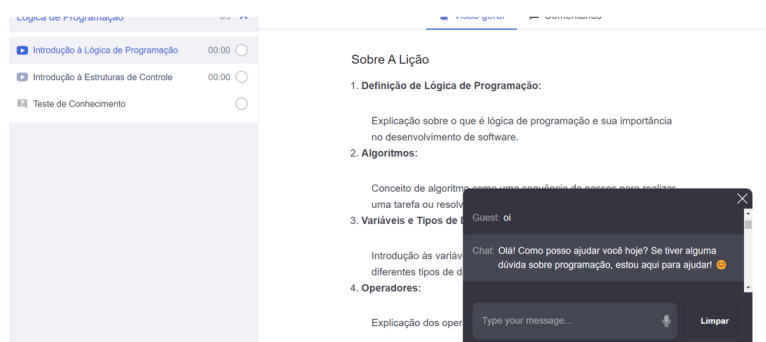 Lógica de Programação
Visão geral
Comentários
Introdução à Lógica de Programação 00:00
Introdução à Estruturas de Controle 00:00
Teste de Conhecimento
Sobre A Lição
1. Definição de Lógica de Programação:
Explicação sobre o que é lógica de programação e sua importância
no desenvolvimento de software.
2. Algoritmos:
Conceito de algoritmo como uma sequência de passos para realizar
uma tarefa ou resolv
3. Variáveis e Tipos de D
Introdução às variáv
diferentes tipos de d
4. Operadores:
Explicação dos oper
Guest: oi
Chat: Olá! Como posso ajudar você hoje? Se tiver alguma
dúvida sobre programação, estou aqui para ajudar! 😊
Type your message...
Limpar